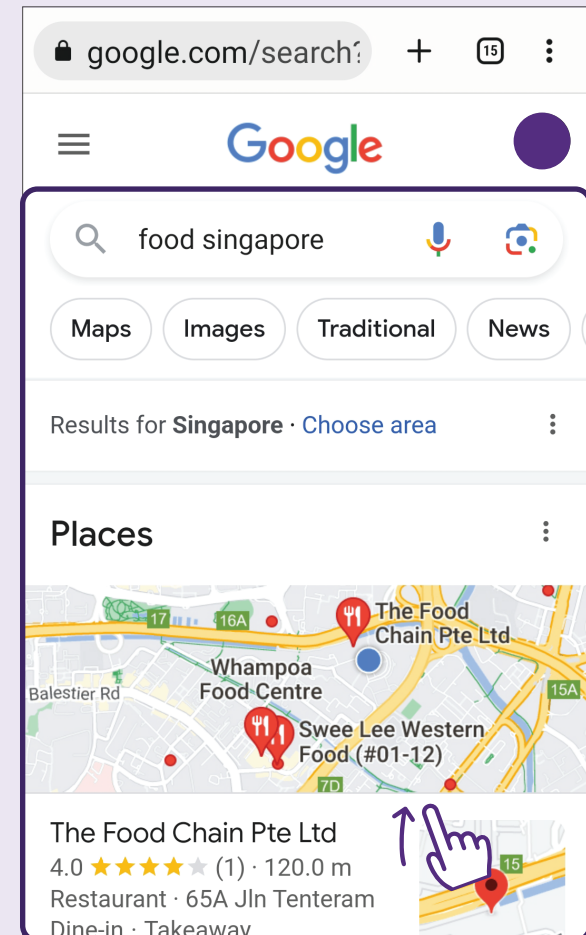 google.com/search?
15
Google
food singapore
Maps Images Traditional News
Results for Singapore · Choose area
Places
17
16A
The Food
Chain Pte Ltd
Whampoa
Food Centre
Balestier Rd
15A
Swee Lee Western
Food (#01-12)
7D
The Food Chain Pte Ltd
4.0 (1) · 120.0 m
Restaurant · 65A Jln Tenteram
Dine-in · Takeaway
15